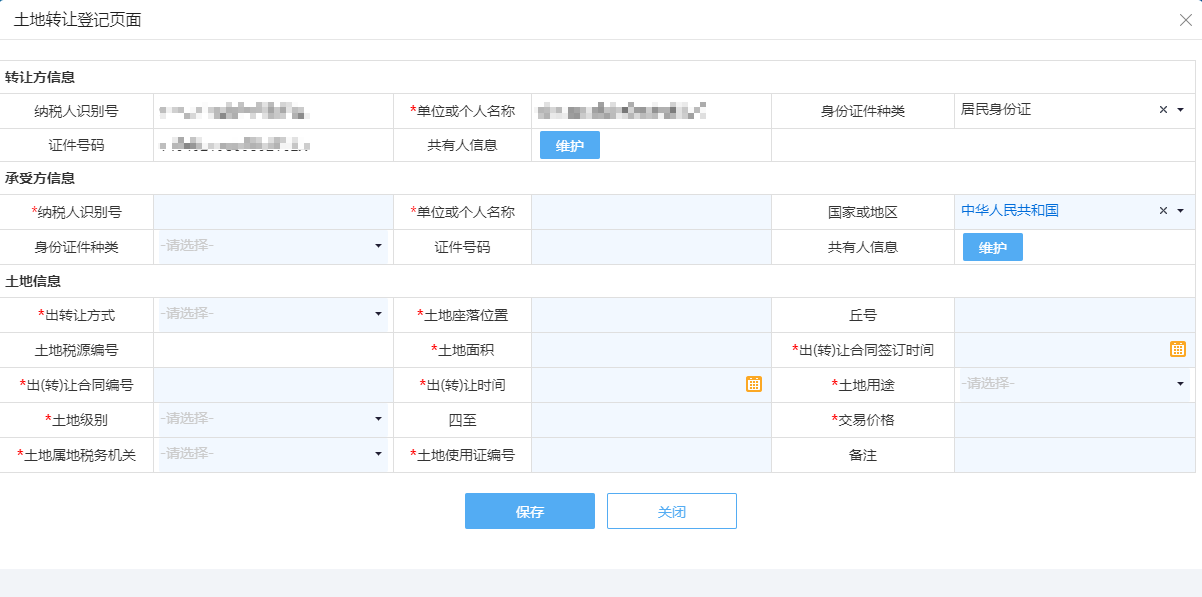 土地转让登记页面
转让方信息
纳税人识别号 *单位或个人名称 身份证件种类 居民身份证
证件号码 共有人信息 维护
承受方信息
*纳税人识别号 *单位或个人名称 国家或地区 中华人民共和国
身份证件种类 -请选择- 证件号码 共有人信息 维护
土地信息
*出转让方式 -请选择- *土地座落位置 丘号
土地税源编号 *土地面积 *出(转)让合同签订时间
*出(转)让合同编号 *出(转)让时间 *土地用途 -请选择-
*土地级别 -请选择- 四至 *交易价格
*土地属地税务机关 -请选择- *土地使用证编号 备注
保存 关闭